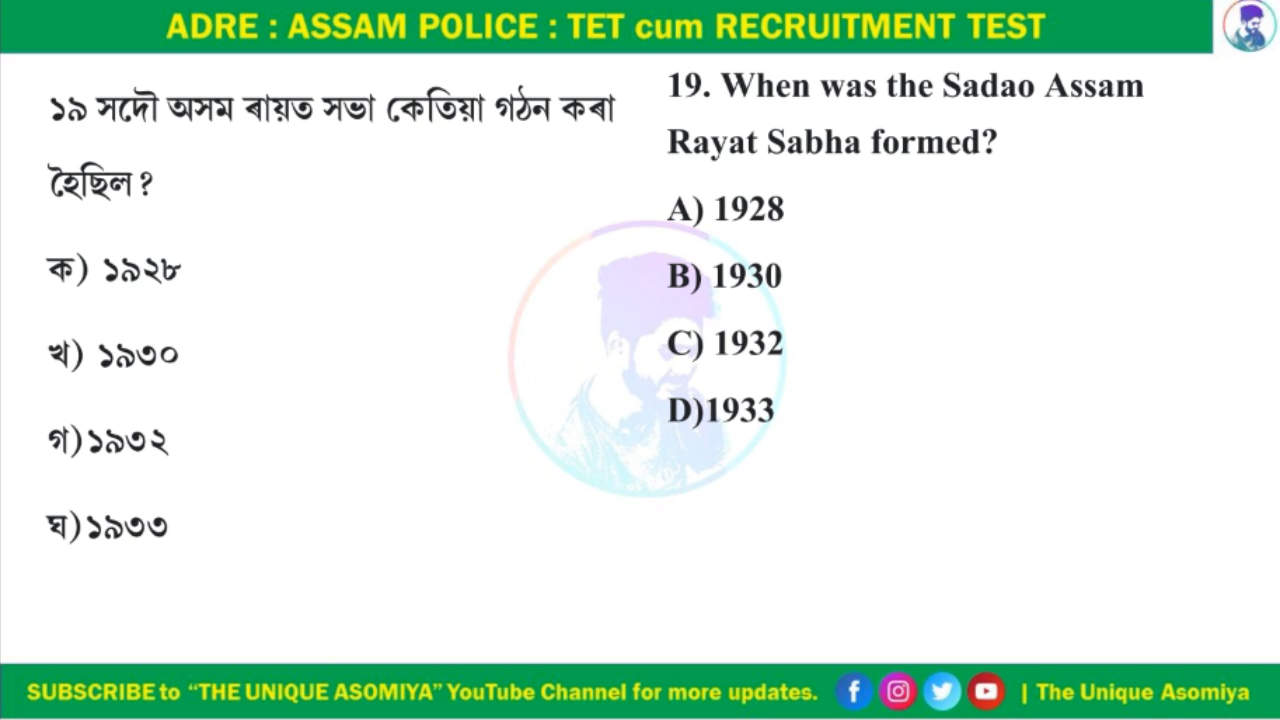 ADRE : ASSAM POLICE : TET cum RECRUITMENT TEST
১৯ সদৌ অসম ৰায়ত সভা কেতিয়া গঠন কৰা
হৈছিল ?
ক) ১৯২৮
খ) ১৯৩০
গ)১৯৩২
ঘ)১৯৩৩
19. When was the Sadao Assam
Rayat Sabha formed?
A) 1928
B) 1930
C) 1932
D)1933
SUBSCRIBE to “THE UNIQUE ASOMIYA” YouTube Channel for more updates.
| The Unique Asomiya